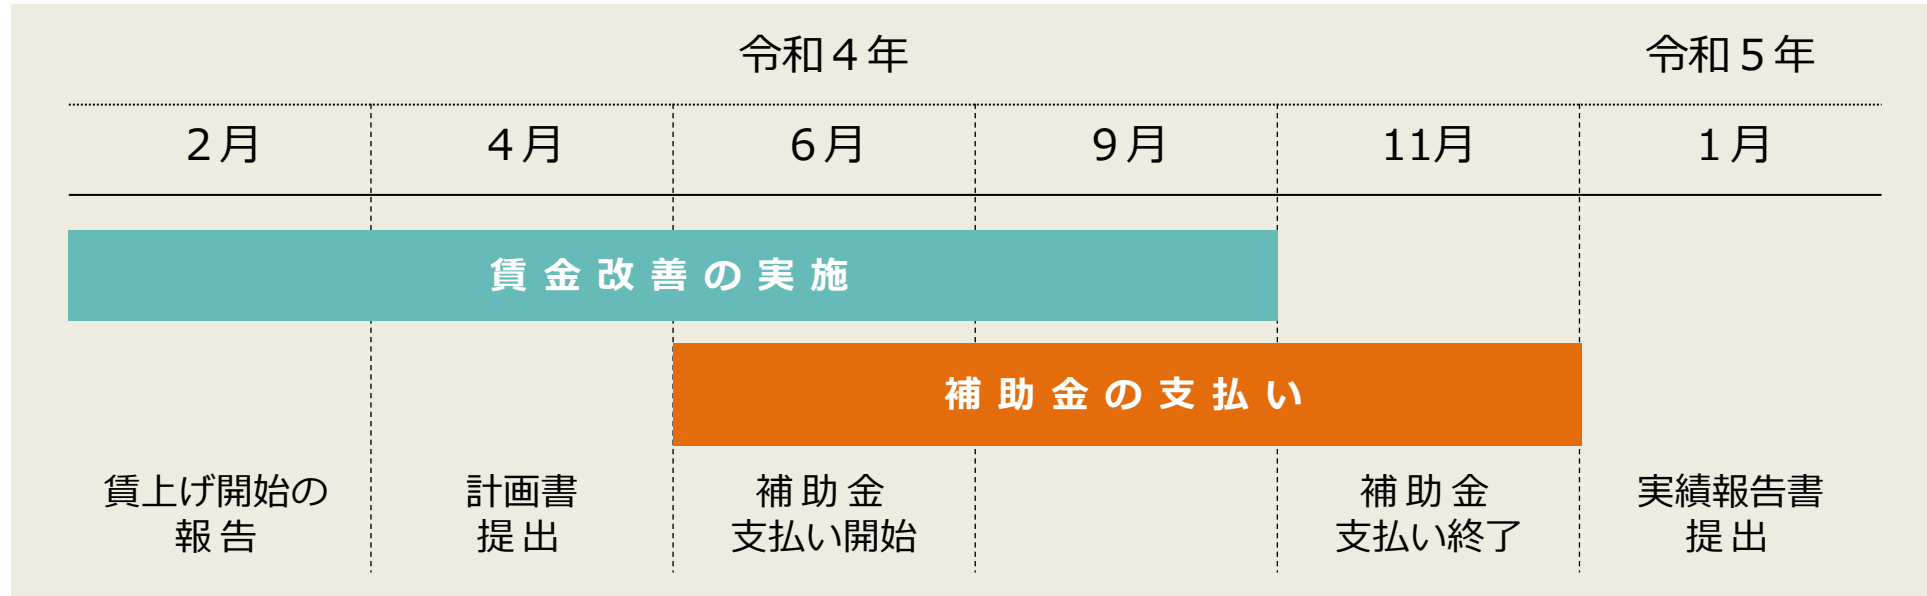 令和４年 令和５年
２月 ４月 ６月 ９月 11月 １月
賃金改善の実施
補助金の支払い
賃上げ開始の 計画書 補助金 補助金 実績報告書
報告 提出 支払い開始 支払い終了 提出